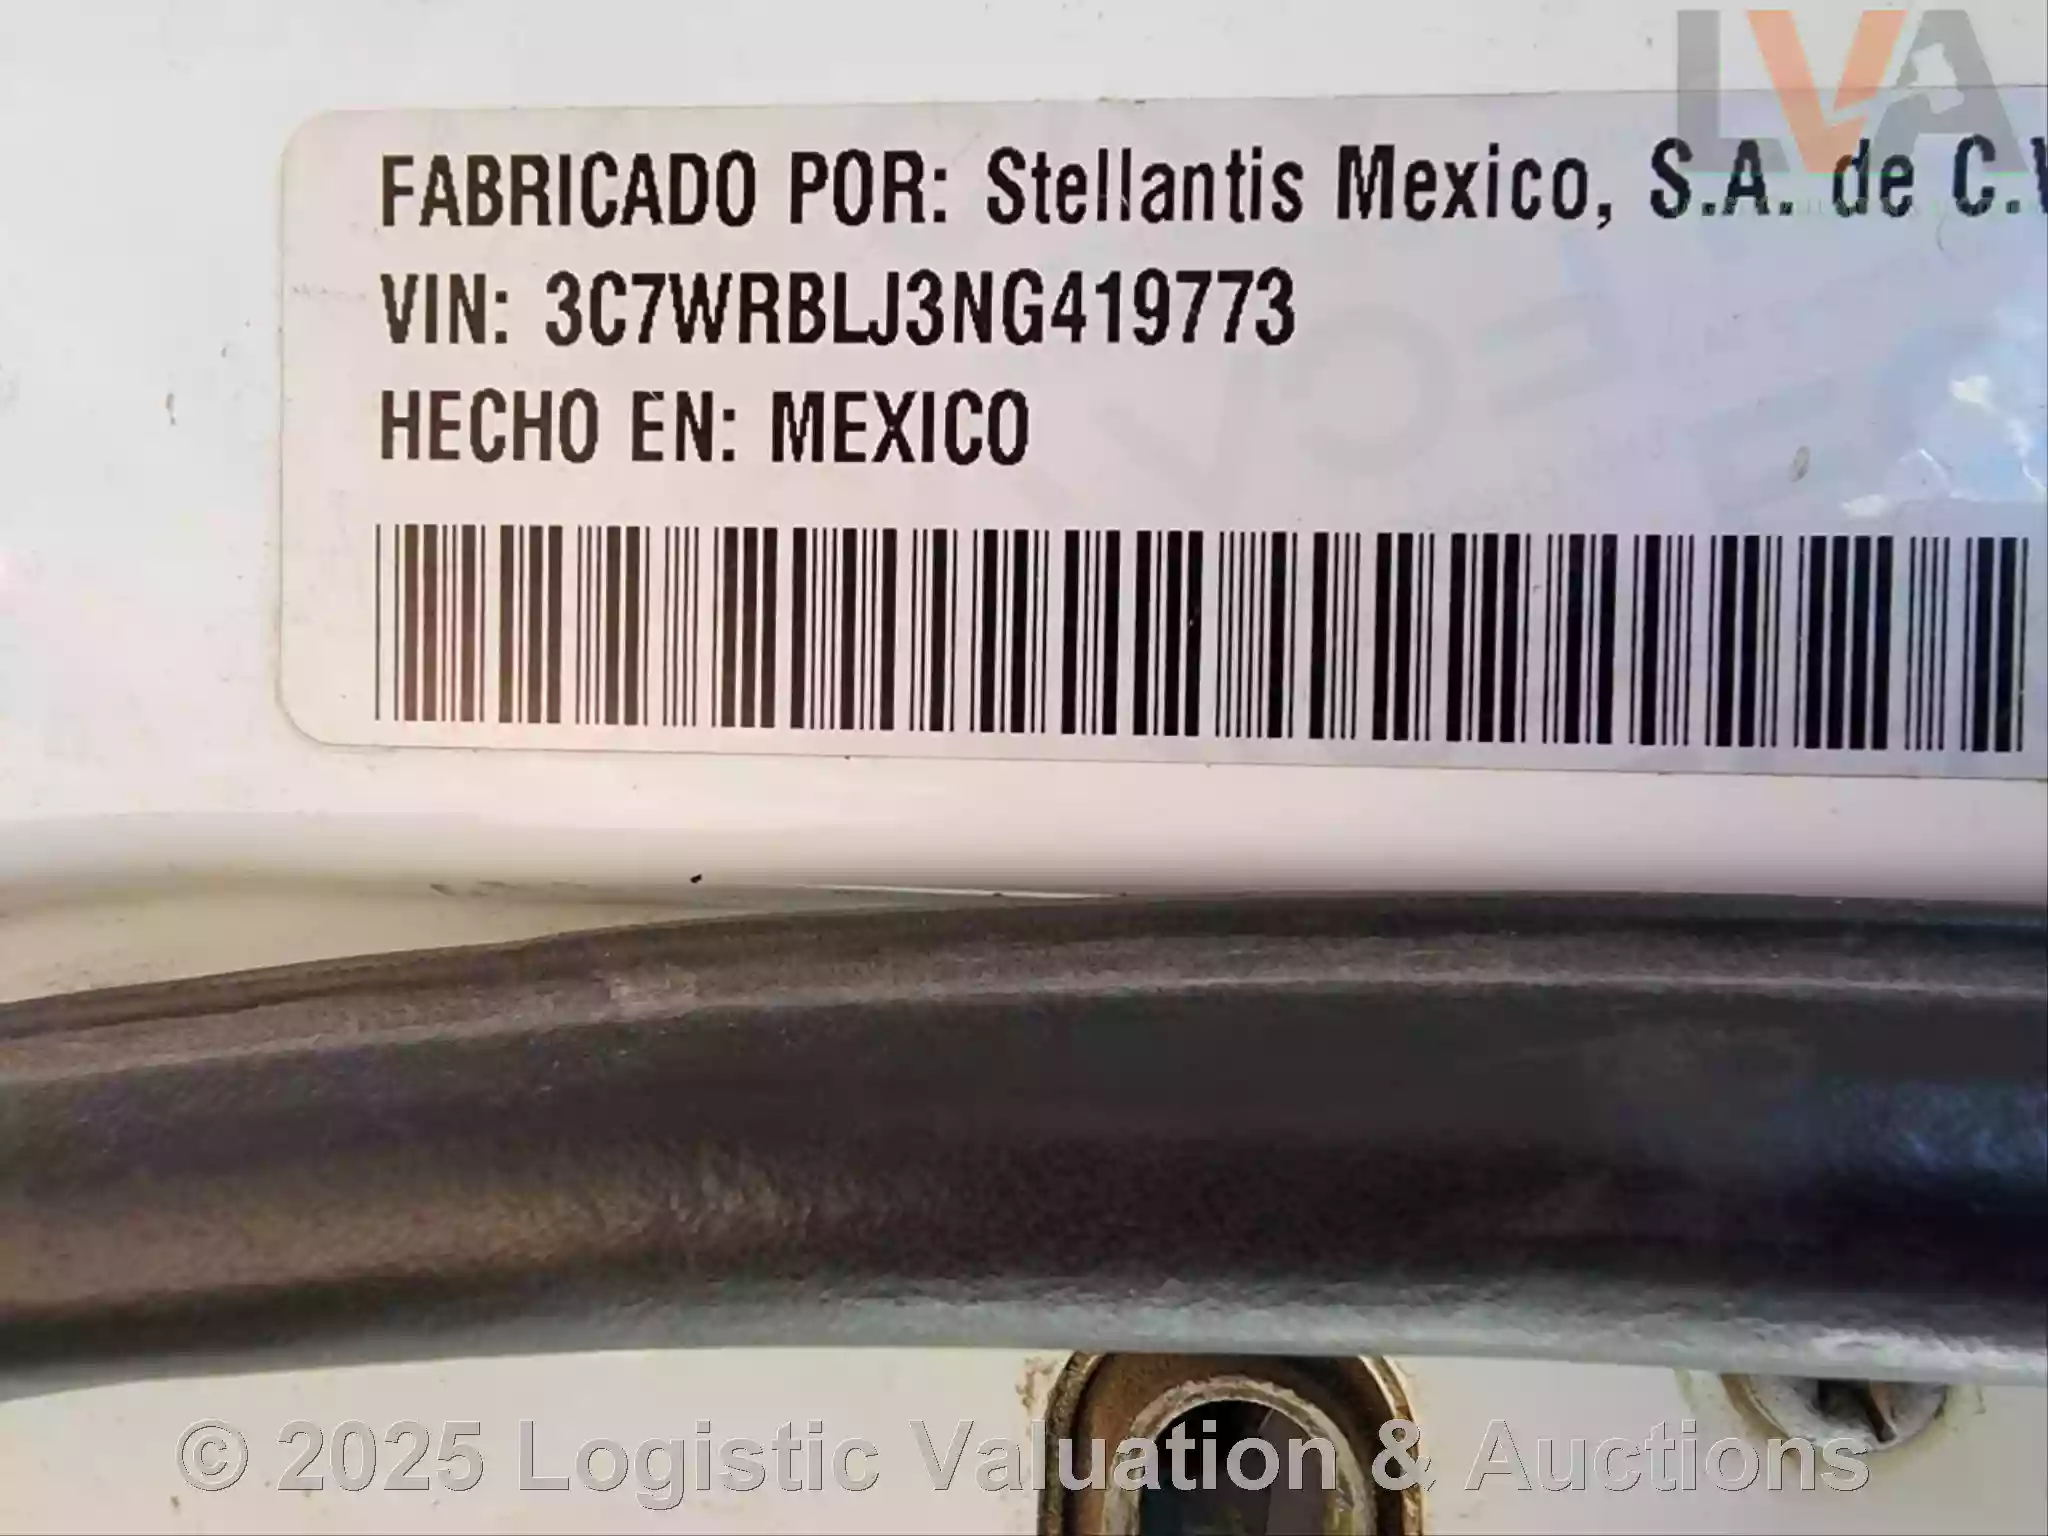 LVA
FABRICADO POR: Stellantis Mexico, S.A. de C.V
VIN: 3C7WRBLJ3NG419773
HECHO EN: MEXICO
© 2025 Logistic Valuation & Auctions